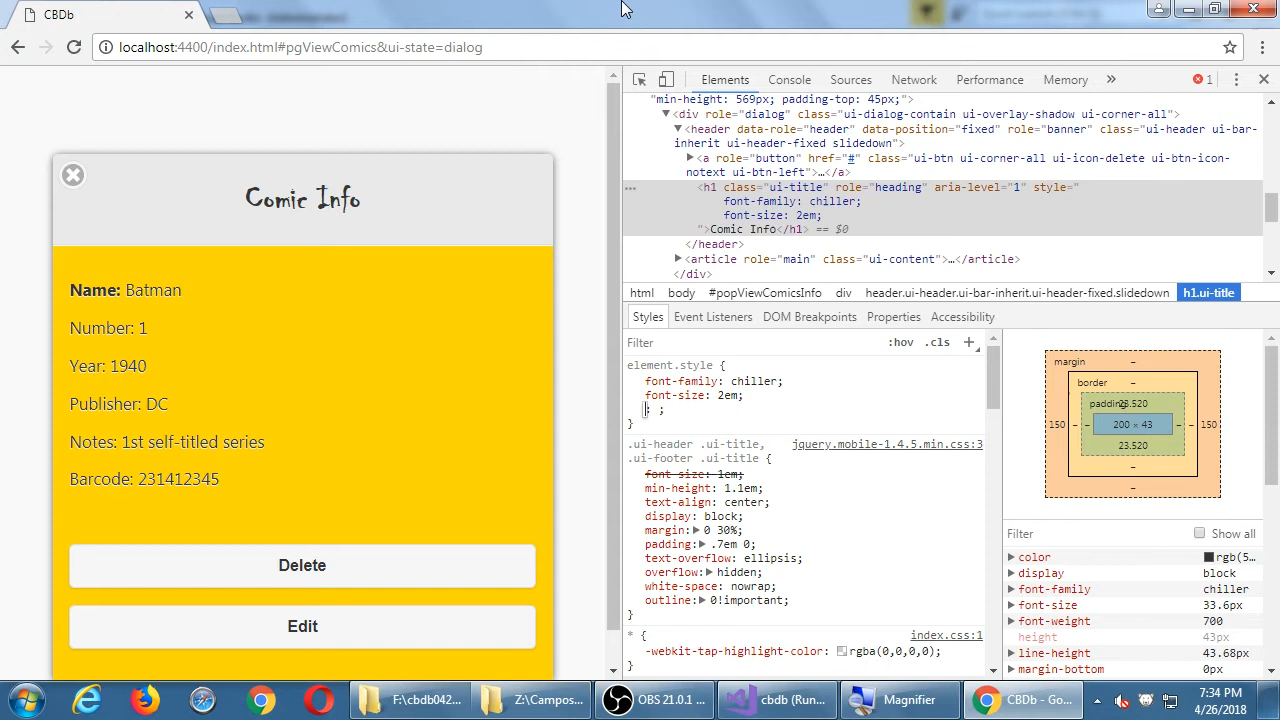 CBDb
localhost:4400/index.html#pgViewComics&ui-state=dialog
Comic Info
Name: Batman
Number: 1
Year: 1940
Publisher: DC
Notes: 1st self-titled series
Barcode: 231412345
Delete
Edit
Elements Console Sources Network Performance Memory » 1
"min-height: 569px; padding-top: 45px;">
▼<div role="dialog" class="ui-dialog-contain ui-overlay-shadow ui-corner-all">
▼<header data-role="header" data-position="fixed" role="banner" class="ui-header ui-bar-
inherit ui-header-fixed slidedown">
▶<a role="button" href="#" class="ui-btn ui-corner-all ui-icon-delete ui-btn-icon-
notext ui-btn-left">…</a>
… <h1 class="ui-title" role="heading" aria-level="1" style="
font-family: chiller;
font-size: 2em;
">Comic Info</h1> == $0
</header>
▶<article role="main" class="ui-content">…</article>
</div>
html body #popViewComicsInfo div header.ui-header.ui-bar-inherit.ui-header-fixed.slidedown h1.ui-title
Styles Event Listeners DOM Breakpoints Properties Accessibility
Filter :hov .cls +
element.style {
font-family: chiller;
font-size: 2em;
: ;
}
.ui-header .ui-title, jquery.mobile-1.4.5.min.css:3
.ui-footer .ui-title {
font-size: 1em;
min-height: 1.1em;
text-align: center;
display: block;
margin:▶0 30%;
padding:▶.7em 0;
text-overflow: ellipsis;
overflow:▶hidden;
white-space: nowrap;
outline:▶0!important;
}
* { index.css:1
-webkit-tap-highlight-color: rgba(0,0,0,0);
}
margin –
border –
padding 23.520
150 – – 200 × 43 – – 150
23.520
–
–
Filter Show all
▶color rgb(5…
▶display block
▶font-family chiller
▶font-size 33.6px
▶font-weight 700
height 43px
▶line-height 43.68px
▶margin-bottom 0px
F:\cbdb042... Z:\Campos... OBS 21.0.1 ... cbdb (Run... Magnifier CBDb - Go...
7:34 PM
4/26/2018